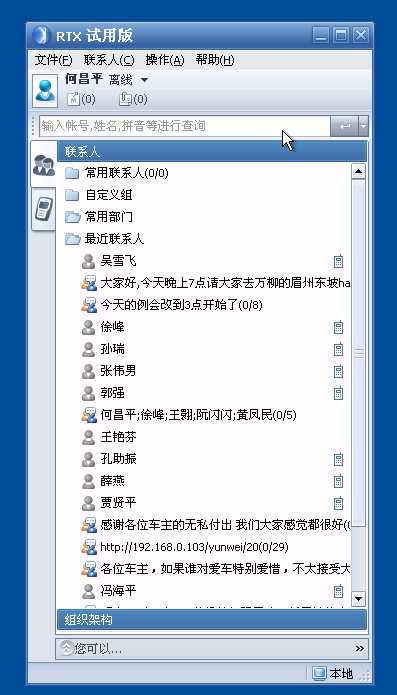 RTX 试用版
文件(F) 联系人(C) 操作(A) 帮助(H)
何昌平 离线
(0) (0)
输入帐号,姓名,拼音等进行查询
联系人
常用联系人(0/0)
自定义组
常用部门
最近联系人
吴雪飞
大家好,今天晚上7点请大家去万柳的眉州东坡ha
今天的例会改到3点开始了(0/8)
徐峰
孙瑞
张伟男
郭强
何昌平;徐峰;王翾;阮闪闪;黄凤民(0/5)
王艳芬
孔助振
薛燕
贾贤平
感谢各位车主的无私付出 我们大家感觉都很好(
http://192.168.0.103/yunwei/20(0/29)
各位车主，如果谁对爱车特别爱惜，不太接受大
冯海平
组织架构
您可以...
本地